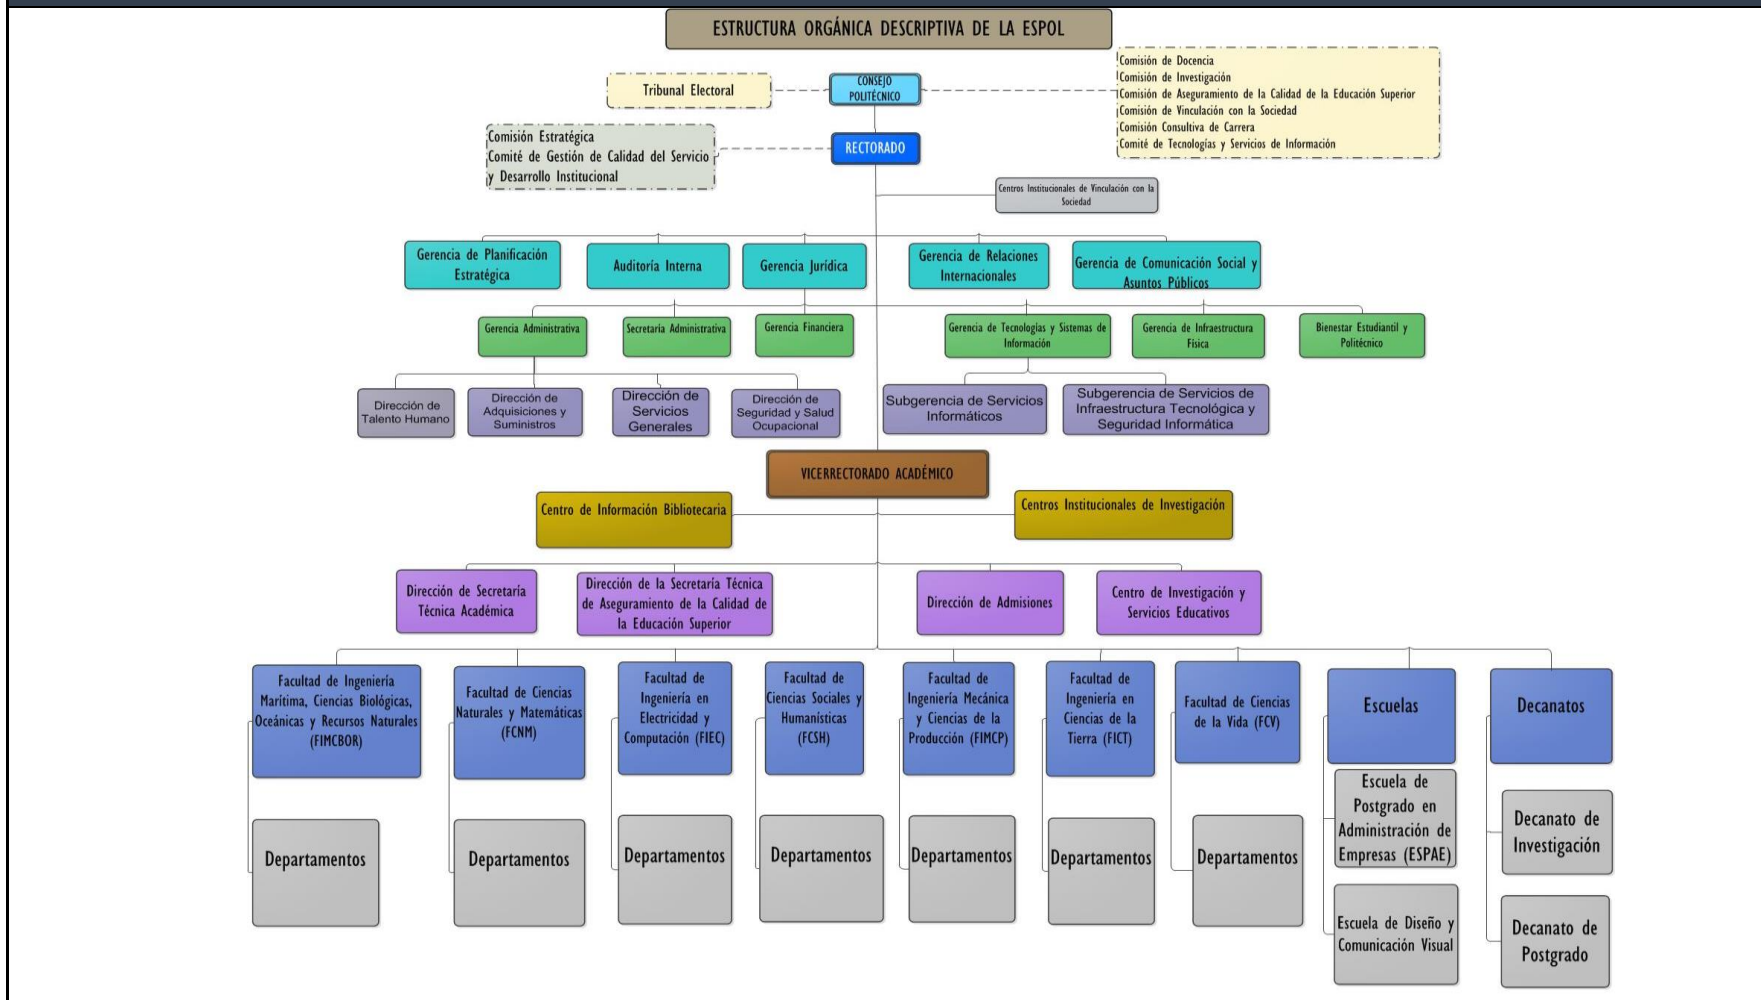 ESTRUCTURA ORGÁNICA DESCRIPTIVA DE LA ESPOL
Tribunal Electoral
CONSEJO
POLITÉCNICO
Comisión de Docencia
Comisión de Investigación
Comisión de Aseguramiento de la Calidad de la Educación Superior
Comisión de Vinculación con la Sociedad
Comisión Consultiva de Carrera
Comité de Tecnologías y Servicios de Información
Comisión Estratégica
Comité de Gestión de Calidad del Servicio
y Desarrollo Institucional
RECTORADO
Centros Institucionales de Vinculación con la
Sociedad
Gerencia de Planificación
Estratégica
Auditoría Interna
Gerencia Jurídica
Gerencia de Relaciones
Internacionales
Gerencia de Comunicación Social y
Asuntos Públicos
Gerencia Administrativa
Secretaría Administrativa
Gerencia Financiera
Gerencia de Tecnologías y Sistemas de
Información
Gerencia de Infraestructura
Física
Bienestar Estudiantil y
Politécnico
Dirección de
Talento Humano
Dirección de
Adquisiciones y
Suministros
Dirección de
Servicios
Generales
Dirección de
Seguridad y Salud
Ocupacional
Subgerencia de Servicios
Informáticos
Subgerencia de Servicios de
Infraestructura Tecnológica y
Seguridad Informática
VICERRECTORADO ACADÉMICO
Centro de Información Bibliotecaria
Centros Institucionales de Investigación
Dirección de Secretaría
Técnica Académica
Dirección de la Secretaría Técnica
de Aseguramiento de la Calidad de
la Educación Superior
Dirección de Admisiones
Centro de Investigación y
Servicios Educativos
Facultad de Ingeniería
Marítima, Ciencias Biológicas,
Oceánicas y Recursos Naturales
(FIMCBOR)
Facultad de Ciencias
Naturales y Matemáticas
(FCNM)
Facultad de
Ingeniería en
Electricidad y
Computación (FIEC)
Facultad de
Ciencias Sociales y
Humanísticas
(FCSH)
Facultad de
Ingeniería Mecánica
y Ciencias de la
Producción (FIMCP)
Facultad de
Ingeniería en
Ciencias de la
Tierra (FICT)
Facultad de Ciencias
de la Vida (FCV)
Escuelas
Decanatos
Departamentos
Departamentos
Departamentos
Departamentos
Departamentos
Departamentos
Departamentos
Escuela de
Postgrado en
Administración de
Empresas (ESPAE)
Decanato de
Investigación
Escuela de Diseño y
Comunicación Visual
Decanato de
Postgrado